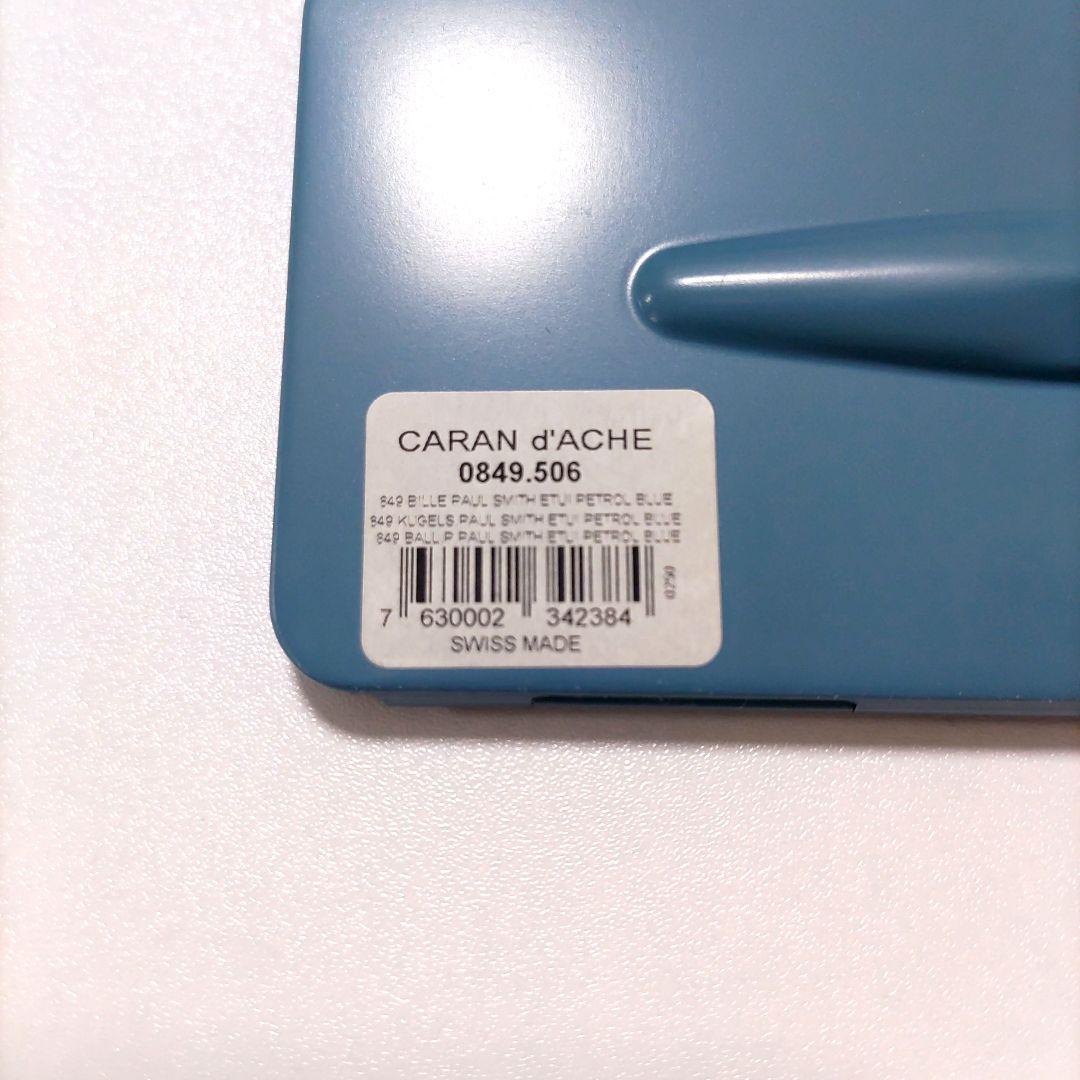 CARAN d'ACHE
0849.506
849 BILLE PAUL SMITH ETUI PETROL BLUE
849 KUGELS PAUL SMITH ETUI PETROL BLUE
849 BALL.P PAUL SMITH ETUI PETROL BLUE
0250
7 630002 342384
SWISS MADE